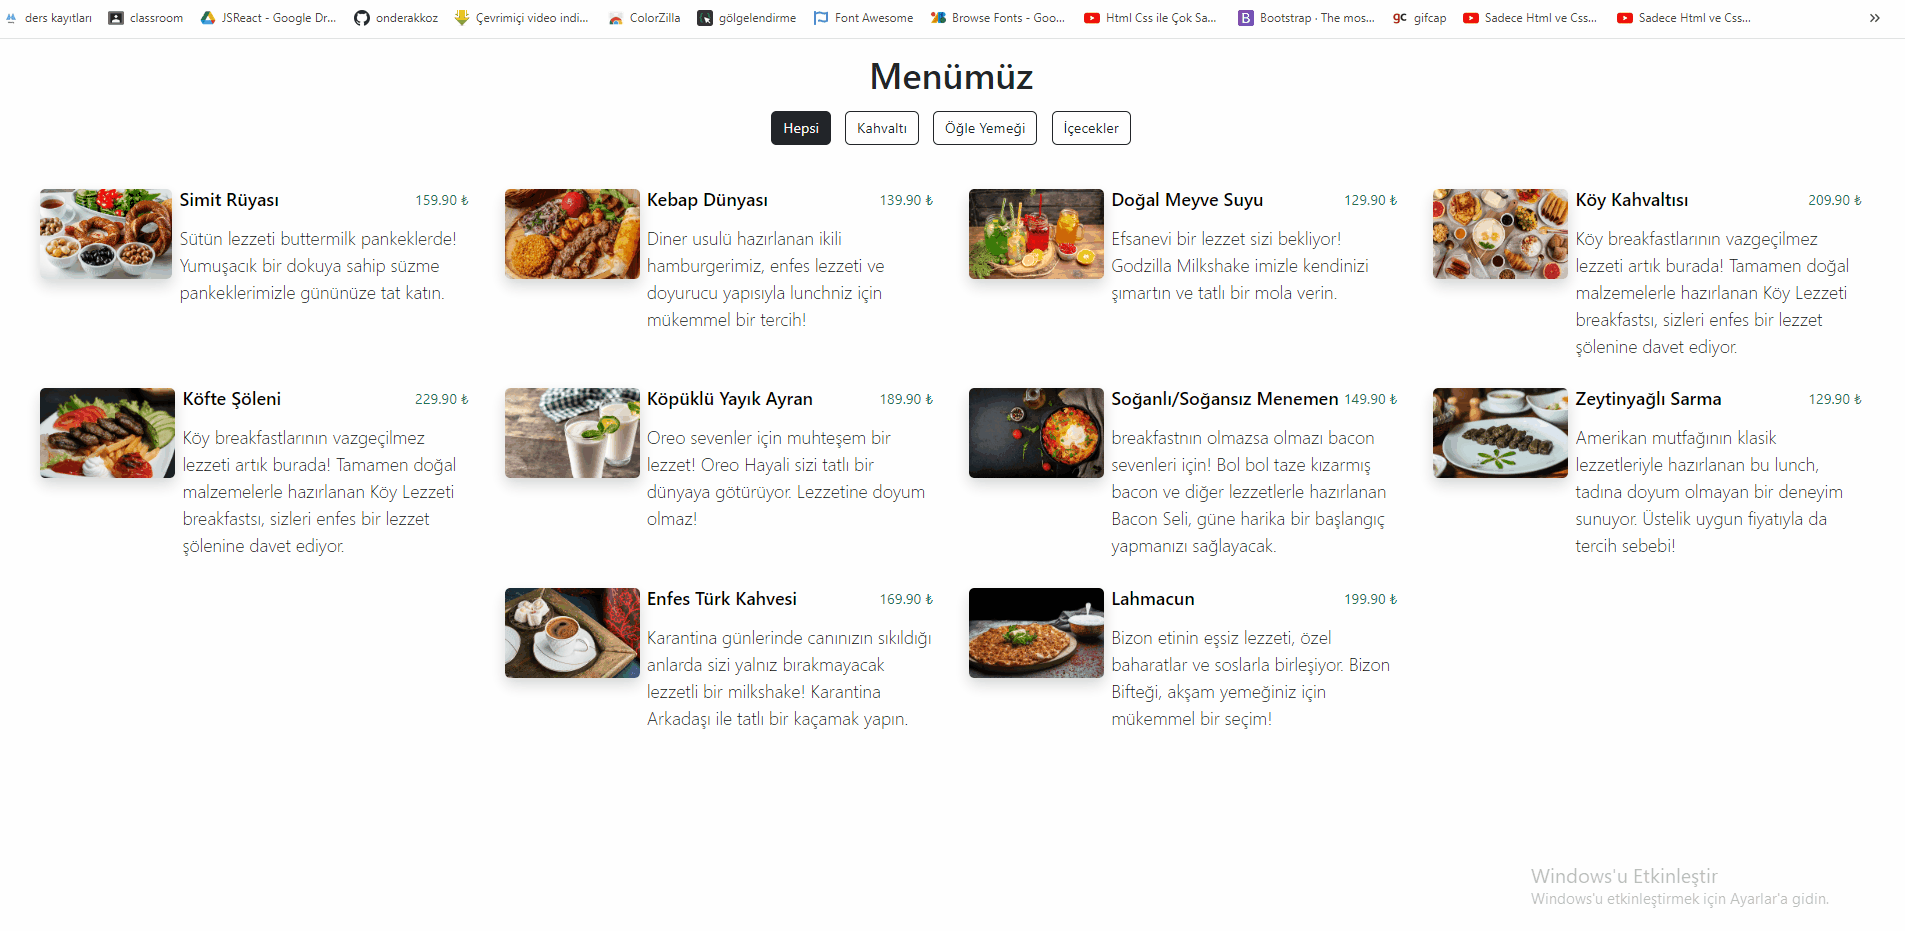 ders kayıtları classroom JSReact - Google Dr... onderakkoz Çevrimiçi video indi... ColorZilla gölgelendirme Font Awesome Browse Fonts - Goo... Html Css ile Çok Sa... Bootstrap · The mos... gc gifcap Sadece Html ve Css... Sadece Html ve Css... »
Menümüz
Hepsi Kahvaltı Öğle Yemeği İçecekler
Simit Rüyası 159.90 ₺
Sütün lezzeti buttermilk pankeklerde!
Yumuşacık bir dokuya sahip süzme
pankeklerimizle gününüze tat katın.
Kebap Dünyası 139.90 ₺
Diner usulü hazırlanan ikili
hamburgerimiz, enfes lezzeti ve
doyurucu yapısıyla lunchniz için
mükemmel bir tercih!
Doğal Meyve Suyu 129.90 ₺
Efsanevi bir lezzet sizi bekliyor!
Godzilla Milkshake imizle kendinizi
şımartın ve tatlı bir mola verin.
Köy Kahvaltısı 209.90 ₺
Köy breakfastlarının vazgeçilmez
lezzeti artık burada! Tamamen doğal
malzemelerle hazırlanan Köy Lezzeti
breakfastsı, sizleri enfes bir lezzet
şölenine davet ediyor.
Köfte Şöleni 229.90 ₺
Köy breakfastlarının vazgeçilmez
lezzeti artık burada! Tamamen doğal
malzemelerle hazırlanan Köy Lezzeti
breakfastsı, sizleri enfes bir lezzet
şölenine davet ediyor.
Köpüklü Yayık Ayran 189.90 ₺
Oreo sevenler için muhteşem bir
lezzet! Oreo Hayali sizi tatlı bir
dünyaya götürüyor. Lezzetine doyum
olmaz!
Soğanlı/Soğansız Menemen 149.90 ₺
breakfastnın olmazsa olmazı bacon
sevenleri için! Bol bol taze kızarmış
bacon ve diğer lezzetlerle hazırlanan
Bacon Seli, güne harika bir başlangıç
yapmanızı sağlayacak.
Zeytinyağlı Sarma 129.90 ₺
Amerikan mutfağının klasik
lezzetleriyle hazırlanan bu lunch,
tadına doyum olmayan bir deneyim
sunuyor. Üstelik uygun fiyatıyla da
tercih sebebi!
Enfes Türk Kahvesi 169.90 ₺
Karantina günlerinde canınızın sıkıldığı
anlarda sizi yalnız bırakmayacak
lezzetli bir milkshake! Karantina
Arkadaşı ile tatlı bir kaçamak yapın.
Lahmacun 199.90 ₺
Bizon etinin eşsiz lezzeti, özel
baharatlar ve soslarla birleşiyor. Bizon
Bifteği, akşam yemeğiniz için
mükemmel bir seçim!
Windows'u Etkinleştir
Windows'u etkinleştirmek için Ayarlar'a gidin.